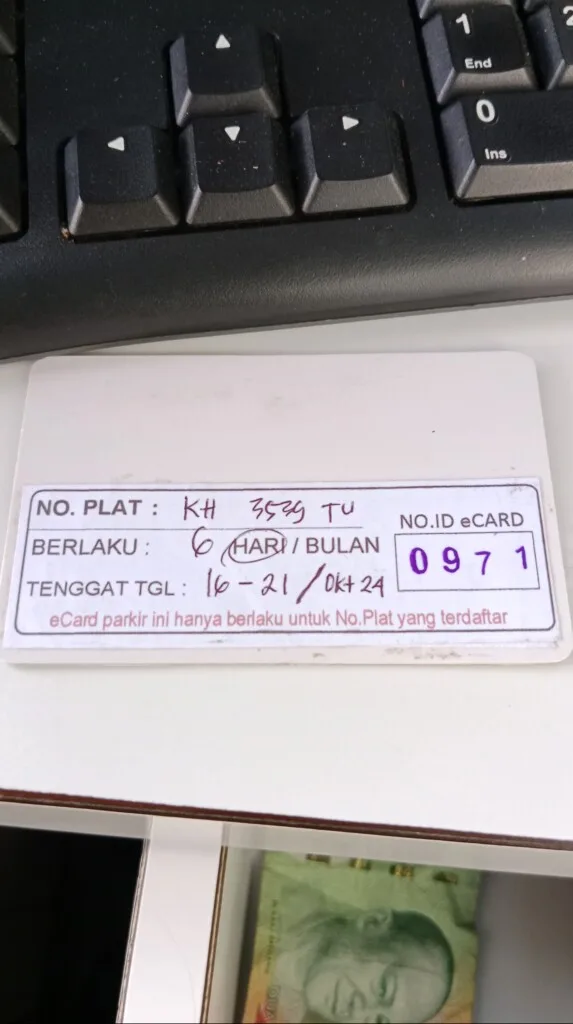 1
End
0
Ins
NO. PLAT : KH 3539 TU
BERLAKU : 6 HARI / BULAN
TENGGAT TGL : 16 - 21 / Okt 24
NO.ID eCARD
0971
eCard parkir ini hanya berlaku untuk No.Plat yang terdaftar